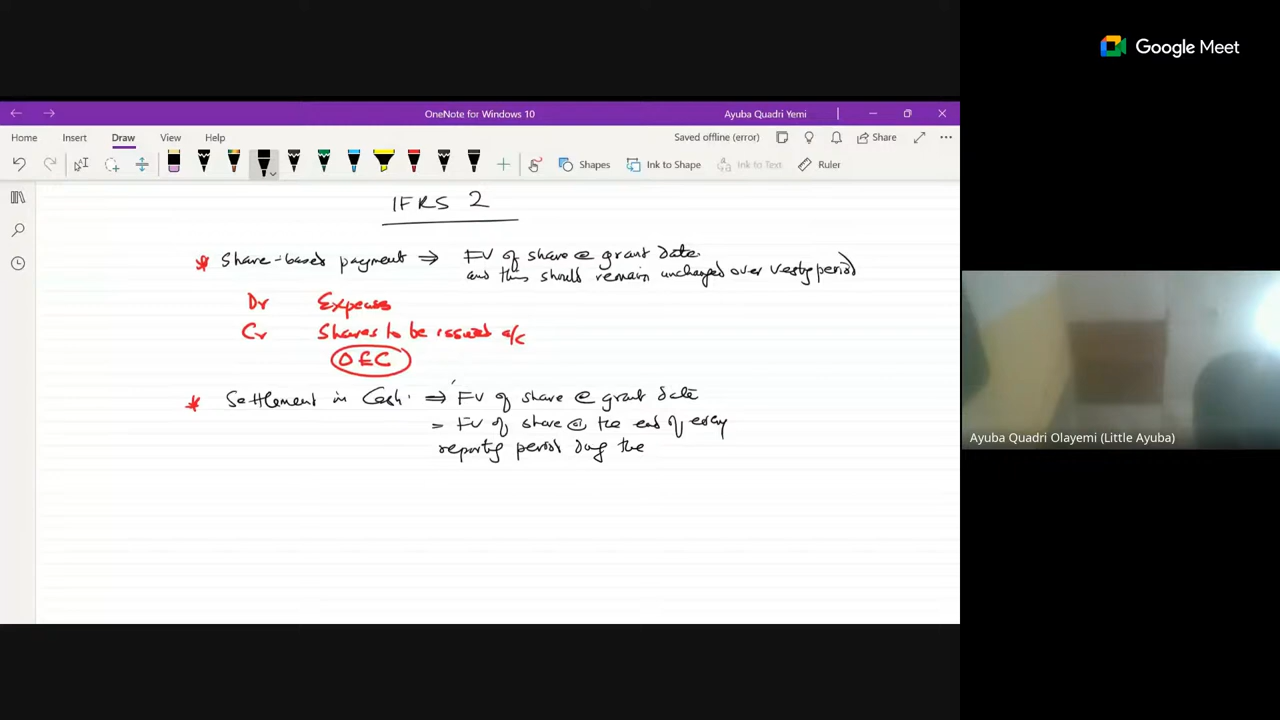 Google Meet
OneNote for Windows 10
Ayuba Quadri Yemi
Home Insert Draw View Help
Saved offline (error)
Share
Shapes
Ink to Shape
Ink to Text
Ruler
IFRS 2
* Share-based payment ⇒ FV of share @ grant date
and this should remain unchanged over vesting period
Dr Expenses
Cr Shares to be issued a/c
OEC
* Settlement in Cash. ⇒ FV of share @ grant date
= FV of share @ the end of every
reporting period durg the
Ayuba Quadri Olayemi (Little Ayuba)